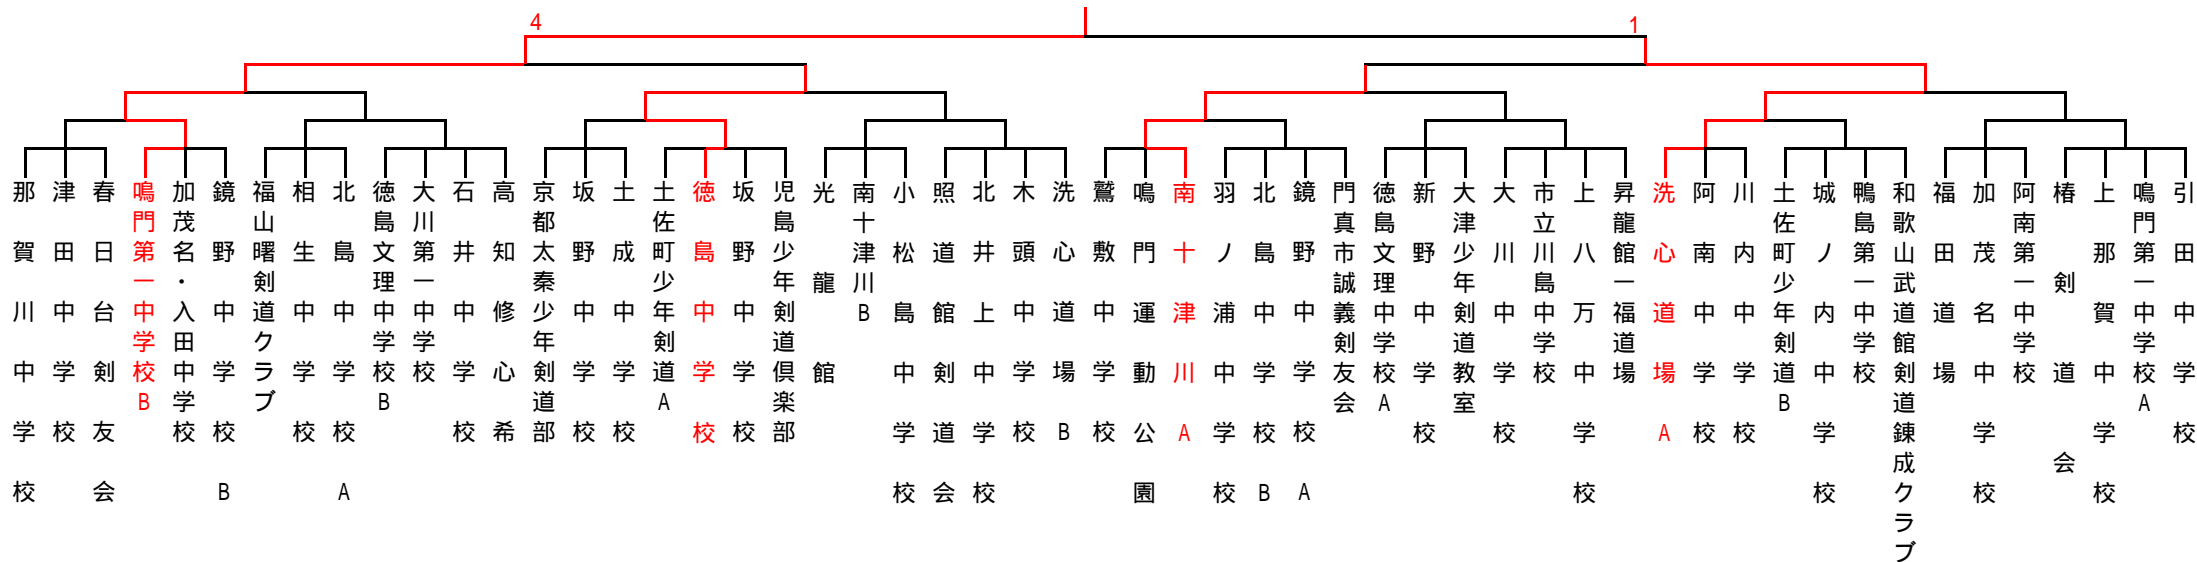 4
1
那賀川中学校
津田中学校
春日台剣友会
鳴門第一中学校B
加茂名・入田中学校
鏡野中学校B
福山曙剣道クラブ
相生中学校
北島中学校A
徳島文理中学校B
大川第一中学校
石井中学校
高知修心希
京都太秦少年剣道部
坂野中学校
土成中学校
土佐町少年剣道A
徳島中学校
坂野中学校
児島少年剣道倶楽部
光龍館
南十津川B
小松島中学校
照道館剣道会
北井上中学校
木頭中学校
洗心道場B
鷲敷中学校
鳴門運動公園
南十津川A
羽ノ浦中学校
北島中学校B
鏡野中学校A
門真市誠義剣友会
徳島文理中学校A
新野中学校
大津少年剣道教室
大川中学校
市立川島中学校
上八万中学校
昇龍館一福道場
洗心道場A
阿南中学校
川内中学校
土佐町少年剣道B
城ノ内中学校
鴨島第一中学校
和歌山武道館剣道錬成クラブ
福田道場
加茂名中学校
阿南第一中学校
椿剣道会
上那賀中学校
鳴門第一中学校A
引田中学校